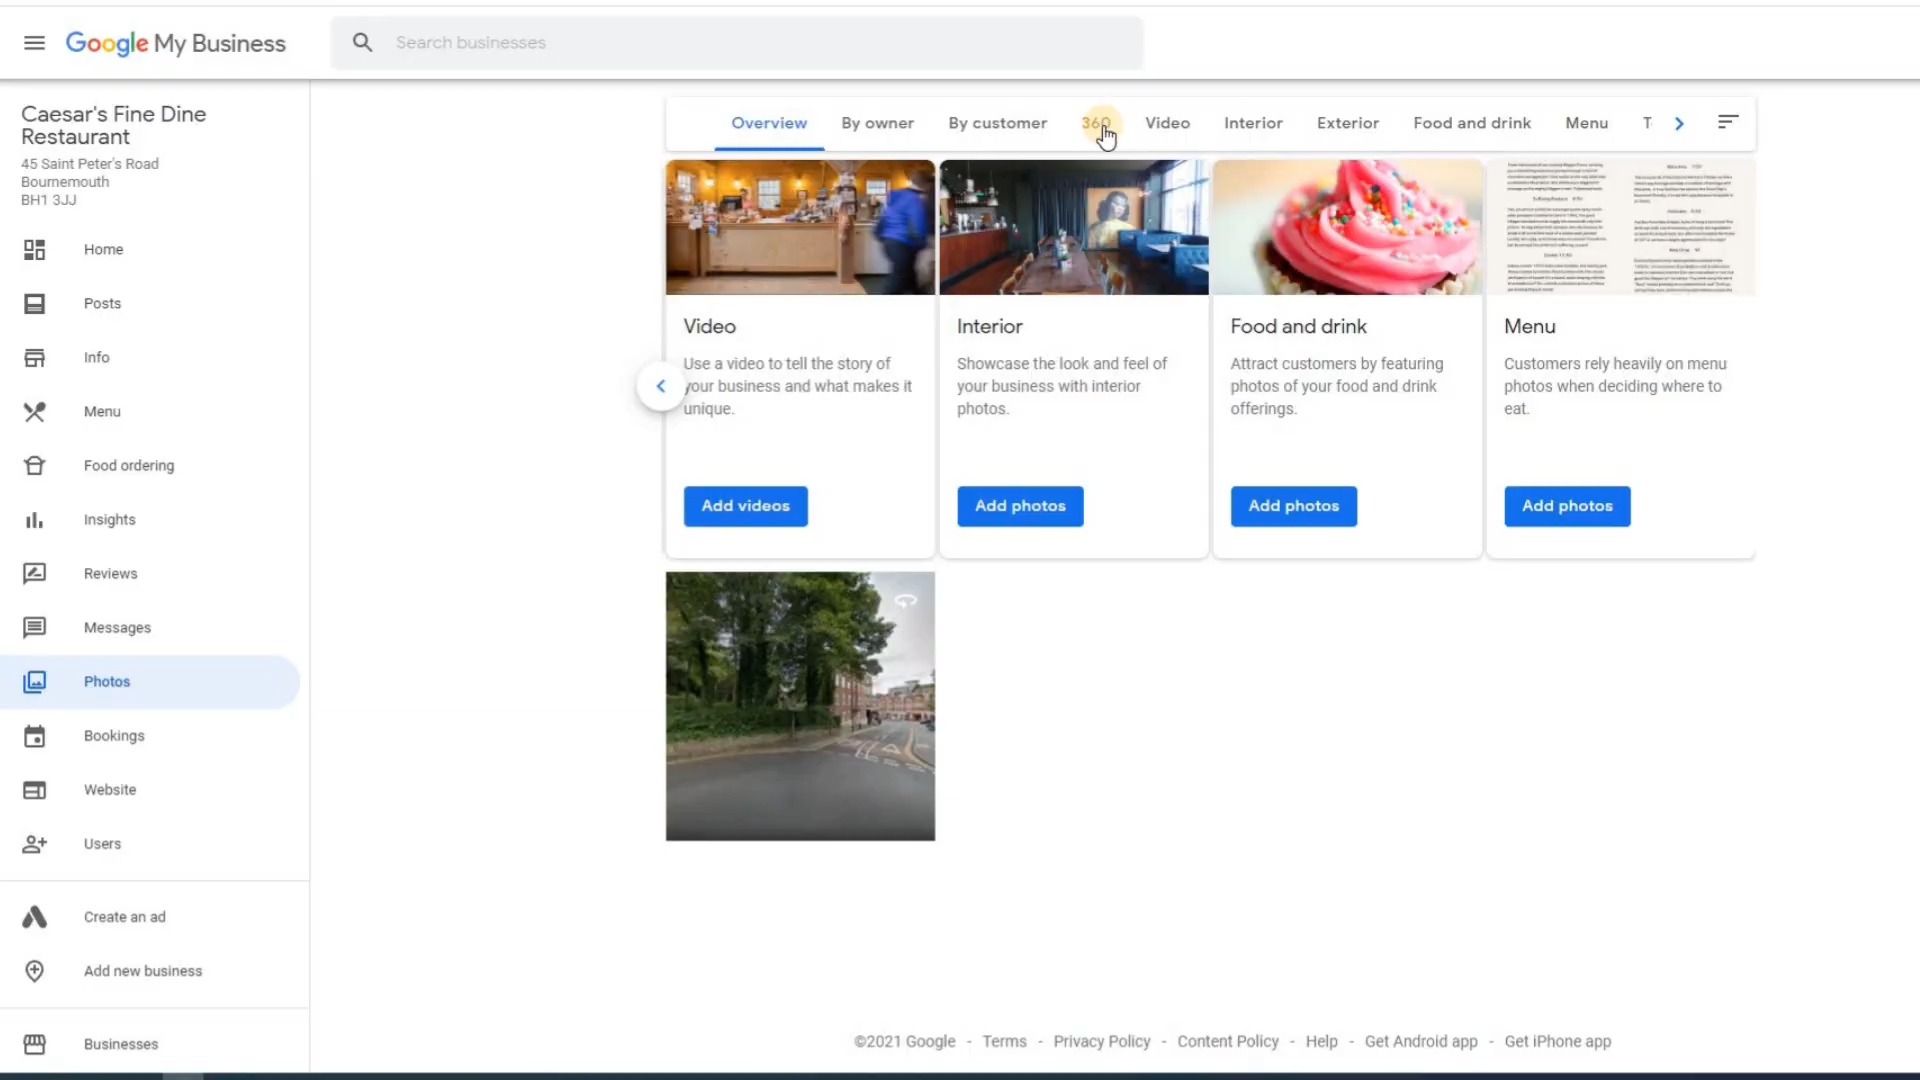 Google My Business
Search businesses
Caesar's Fine Dine
Restaurant
45 Saint Peter's Road
Bournemouth
BH1 3JJ
Home
Posts
Info
Menu
Food ordering
Insights
Reviews
Messages
Photos
Bookings
Website
Users
Create an ad
Add new business
Businesses
Overview By owner By customer 360 Video Interior Exterior Food and drink Menu T
Video
Use a video to tell the story of
your business and what makes it
unique.
Add videos
Interior
Showcase the look and feel of
your business with interior
photos.
Add photos
Food and drink
Attract customers by featuring
photos of your food and drink
offerings.
Add photos
Menu
Customers rely heavily on menu
photos when deciding where to
eat.
Add photos
©2021 Google - Terms - Privacy Policy - Content Policy - Help - Get Android app - Get iPhone app